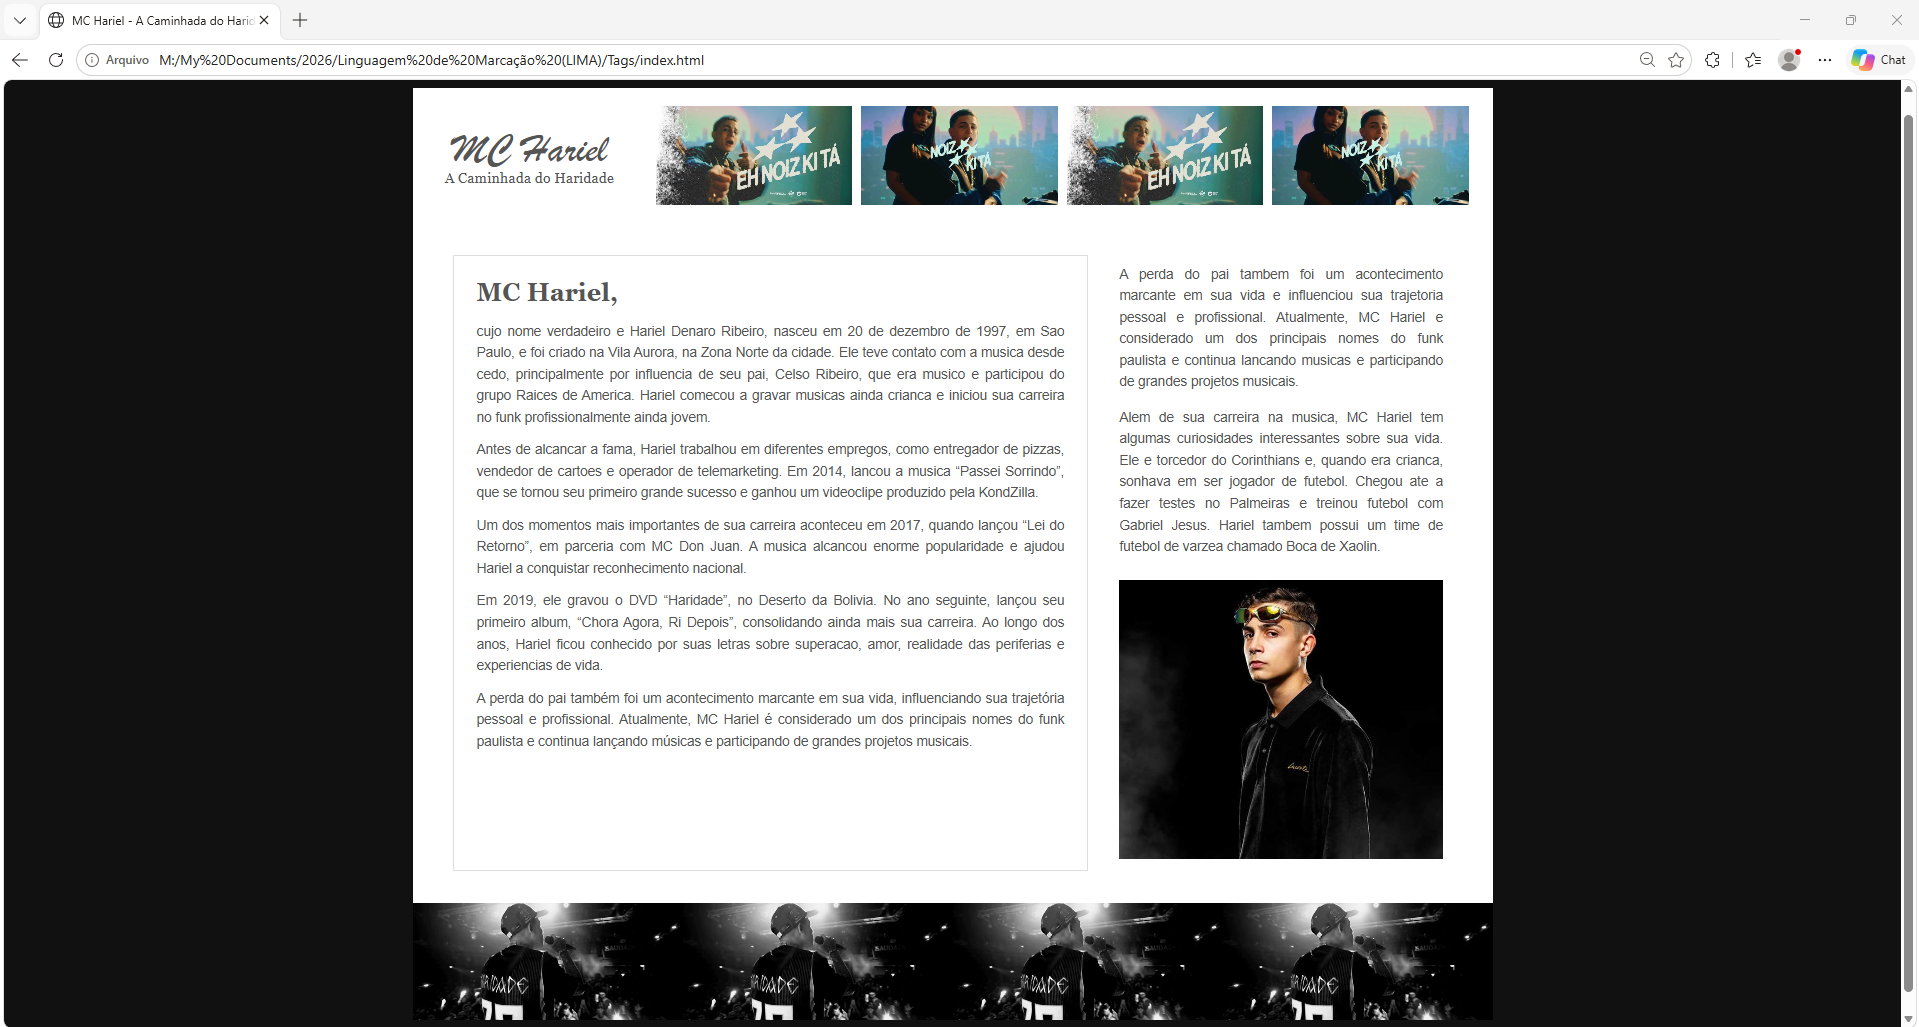 MC Hariel - A Caminhada do Harid
Arquivo M:/My%20Documents/2026/Linguagem%20de%20Marcação%20(LIMA)/Tags/index.html
Chat
MC Hariel
A Caminhada do Haridade
EH NOIZ KI TÁ
NOIZ KI TÁ
EH NOIZ KI TÁ
NOIZ KI TÁ
MC Hariel,
cujo nome verdadeiro e Hariel Denaro Ribeiro, nasceu em 20 de dezembro de 1997, em Sao
Paulo, e foi criado na Vila Aurora, na Zona Norte da cidade. Ele teve contato com a musica desde
cedo, principalmente por influencia de seu pai, Celso Ribeiro, que era musico e participou do
grupo Raices de America. Hariel comecou a gravar musicas ainda crianca e iniciou sua carreira
no funk profissionalmente ainda jovem.
Antes de alcancar a fama, Hariel trabalhou em diferentes empregos, como entregador de pizzas,
vendedor de cartoes e operador de telemarketing. Em 2014, lancou a musica “Passei Sorrindo”,
que se tornou seu primeiro grande sucesso e ganhou um videoclipe produzido pela KondZilla.
Um dos momentos mais importantes de sua carreira aconteceu em 2017, quando lançou “Lei do
Retorno”, em parceria com MC Don Juan. A musica alcancou enorme popularidade e ajudou
Hariel a conquistar reconhecimento nacional.
Em 2019, ele gravou o DVD “Haridade”, no Deserto da Bolivia. No ano seguinte, lançou seu
primeiro album, “Chora Agora, Ri Depois”, consolidando ainda mais sua carreira. Ao longo dos
anos, Hariel ficou conhecido por suas letras sobre superacao, amor, realidade das periferias e
experiencias de vida.
A perda do pai também foi um acontecimento marcante em sua vida, influenciando sua trajetória
pessoal e profissional. Atualmente, MC Hariel é considerado um dos principais nomes do funk
paulista e continua lançando músicas e participando de grandes projetos musicais.
A perda do pai tambem foi um acontecimento
marcante em sua vida e influenciou sua trajetoria
pessoal e profissional. Atualmente, MC Hariel e
considerado um dos principais nomes do funk
paulista e continua lancando musicas e participando
de grandes projetos musicais.
Alem de sua carreira na musica, MC Hariel tem
algumas curiosidades interessantes sobre sua vida.
Ele e torcedor do Corinthians e, quando era crianca,
sonhava em ser jogador de futebol. Chegou ate a
fazer testes no Palmeiras e treinou futebol com
Gabriel Jesus. Hariel tambem possui um time de
futebol de varzea chamado Boca de Xaolin.